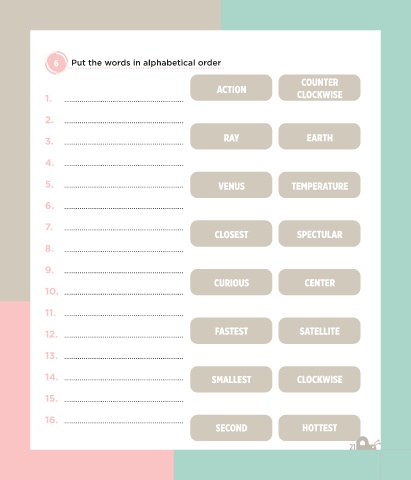 6 Put the words in alphabetical order
1.
2.
3.
4.
5.
6.
7.
8.
9.
10.
11.
12.
13.
14.
15.
16.
ACTION
COUNTER
CLOCKWISE
RAY
EARTH
VENUS
TEMPERATURE
CLOSEST
SPECTULAR
CURIOUS
CENTER
FASTEST
SATELLITE
SMALLEST
CLOCKWISE
SECOND
HOTTEST